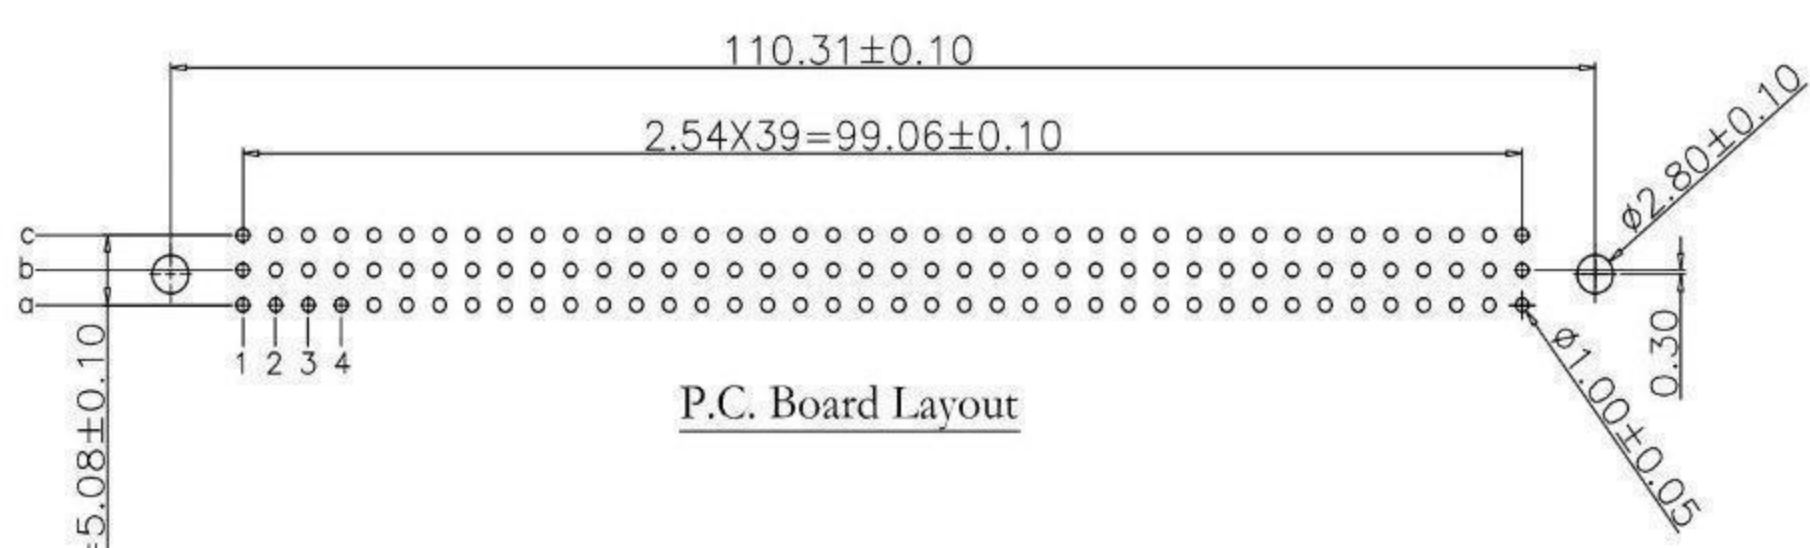 110.31±0.10
2.54X39=99.06±0.10
ø2.80±0.10
c
b
a
1 2 3 4
=5.08±0.10
0.30
ø1.00±0.05
P.C. Board Layout